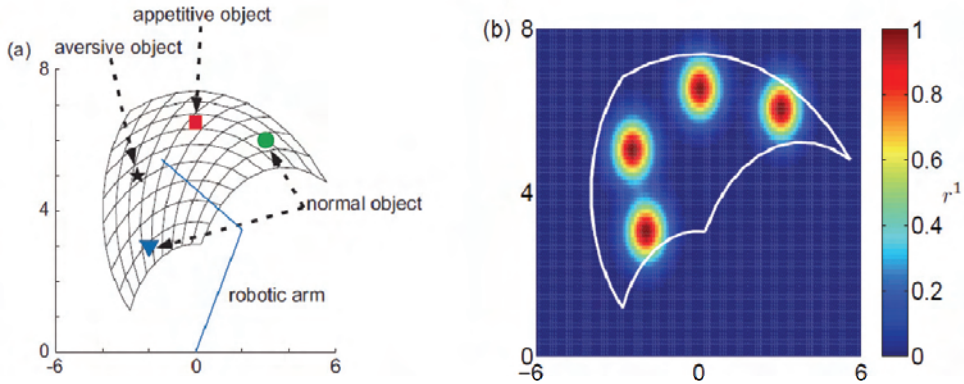 appetitive object
(a)
aversive object
8
4
0
-6
0
6
normal object
robotic arm
(b)
8
4
0
-6
0
6
1
0.8
0.6
0.4
0.2
0
r¹